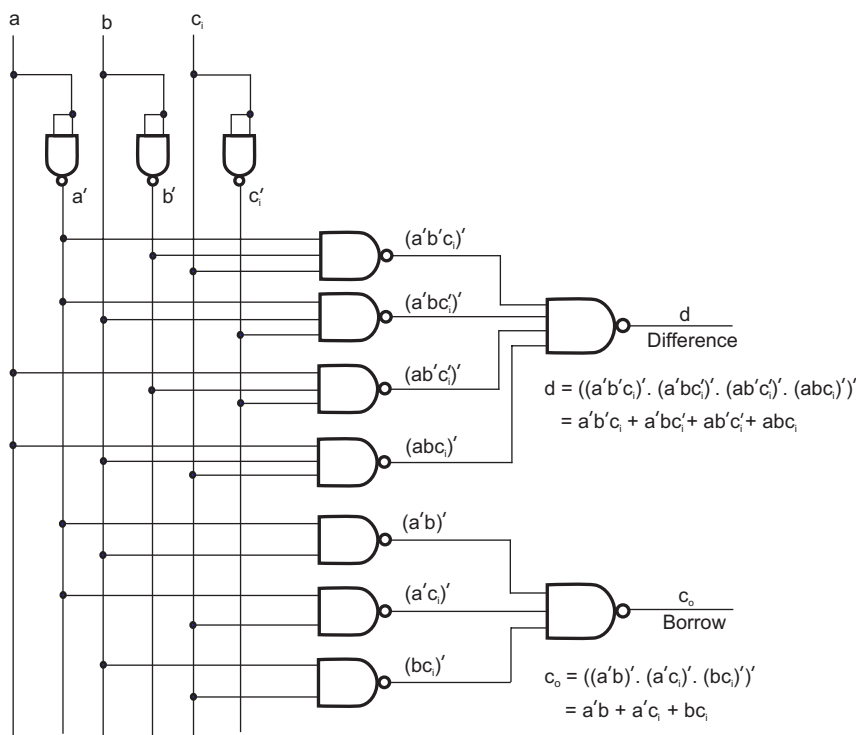 a b cᵢ
a′ b′ cᵢ′
(a′b′cᵢ)′
(a′bcᵢ′)′
d
Difference
(ab′cᵢ′)′
d = ((a′b′cᵢ)′. (a′bcᵢ′)′. (ab′cᵢ′)′. (abcᵢ)′)′
= a′b′cᵢ + a′bcᵢ′+ ab′cᵢ′+ abcᵢ
(abcᵢ)′
(a′b)′
(a′cᵢ)′
cₒ
Borrow
(bcᵢ)′
cₒ = ((a′b)′. (a′cᵢ)′. (bcᵢ)′)′
= a′b + a′cᵢ + bcᵢ